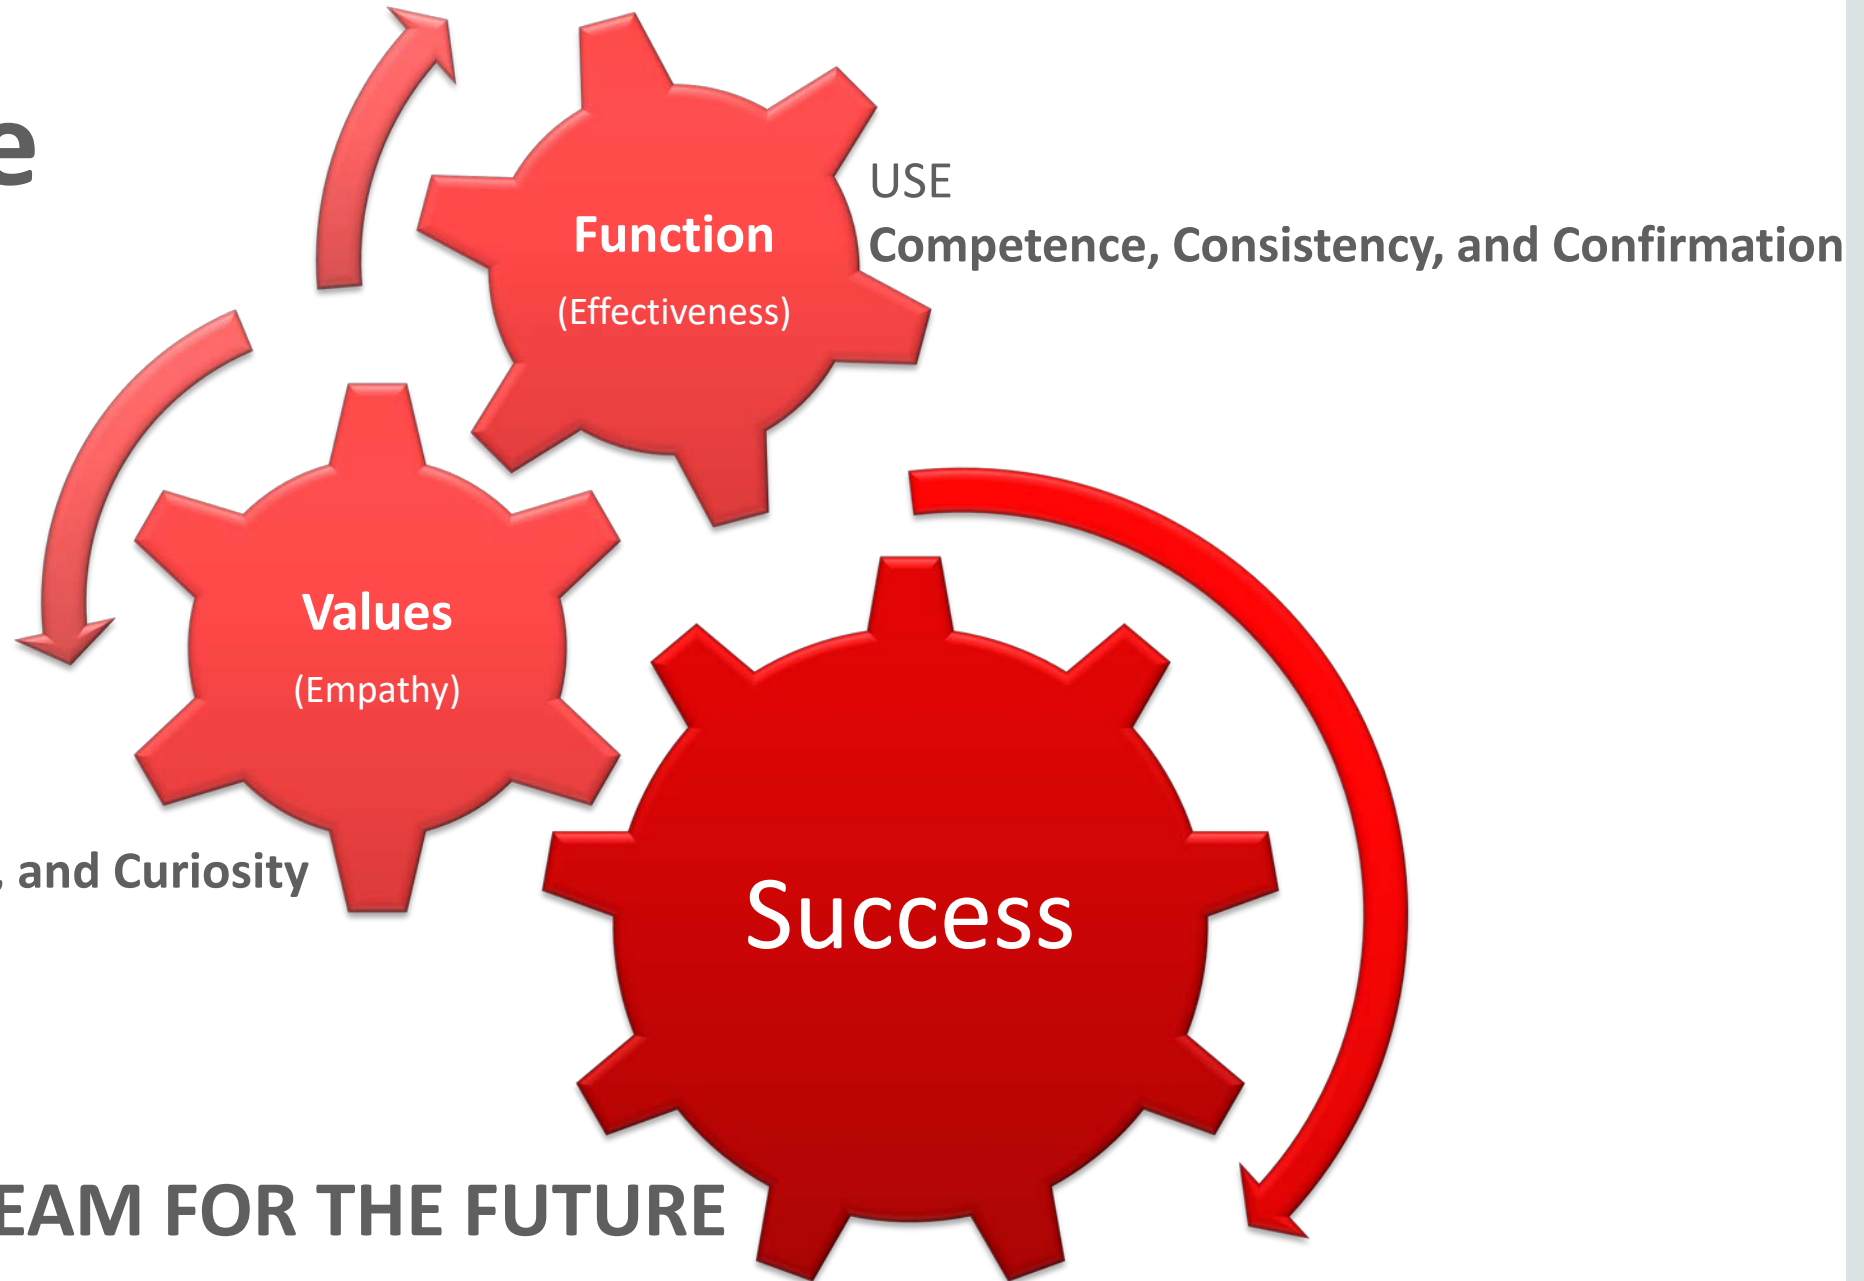 e
USE
Competence, Consistency, and Confirmation
Function
(Effectiveness)
Values
(Empathy)
, and Curiosity
Success
EAM FOR THE FUTURE